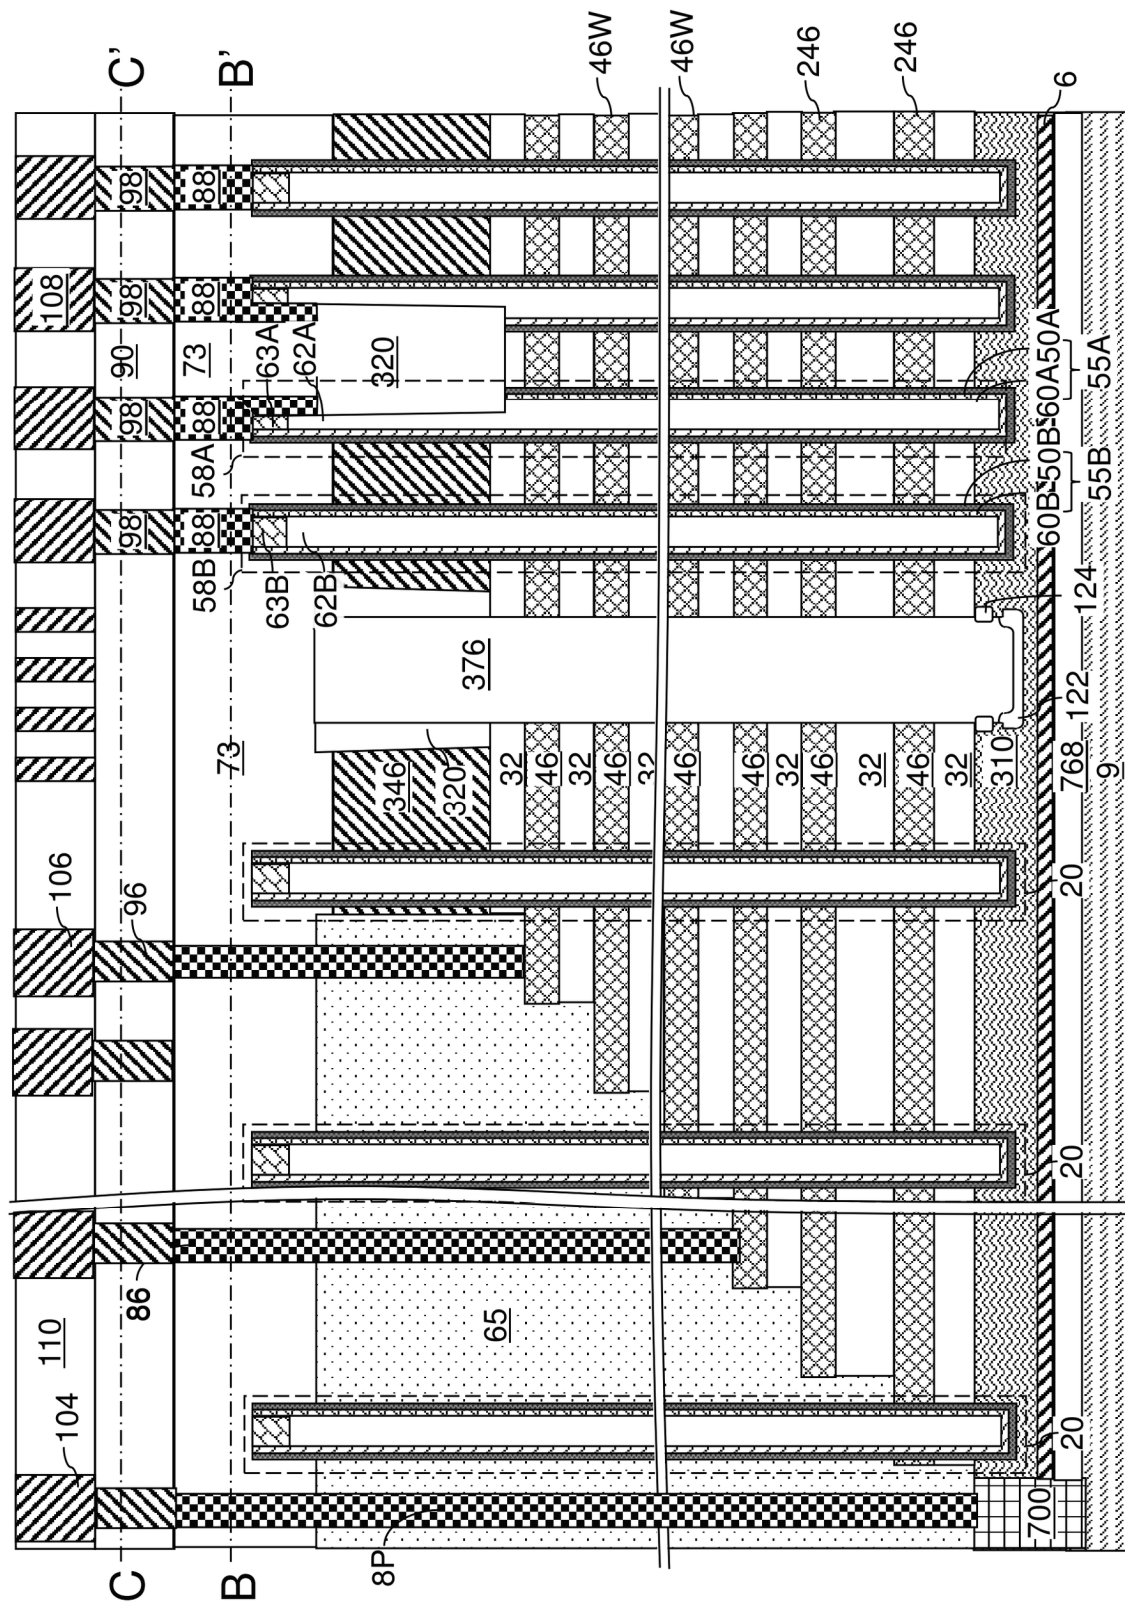 104 110 106 108
C 86 96 98 98 90 98 98 C'
58B 88 58A 88 73 88 88
B 73 B'
63B 63A
62B 62A
8P 346 320
320
65 376
32 46 32 46 32 46 46 32 46 32 46 32 310 768 9
46W 46W 246 246
700 60B 50B 60A 50A 6
20 20 20 122 124 55B 55A